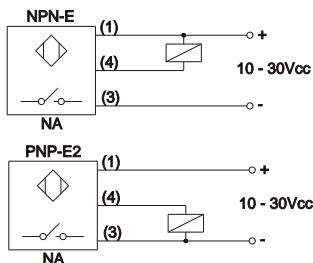 NPN-E
(1)
+
(4)
10 - 30Vcc
(3)
-
NA
PNP-E2
(1)
+
(4)
10 - 30Vcc
(3)
-
NA